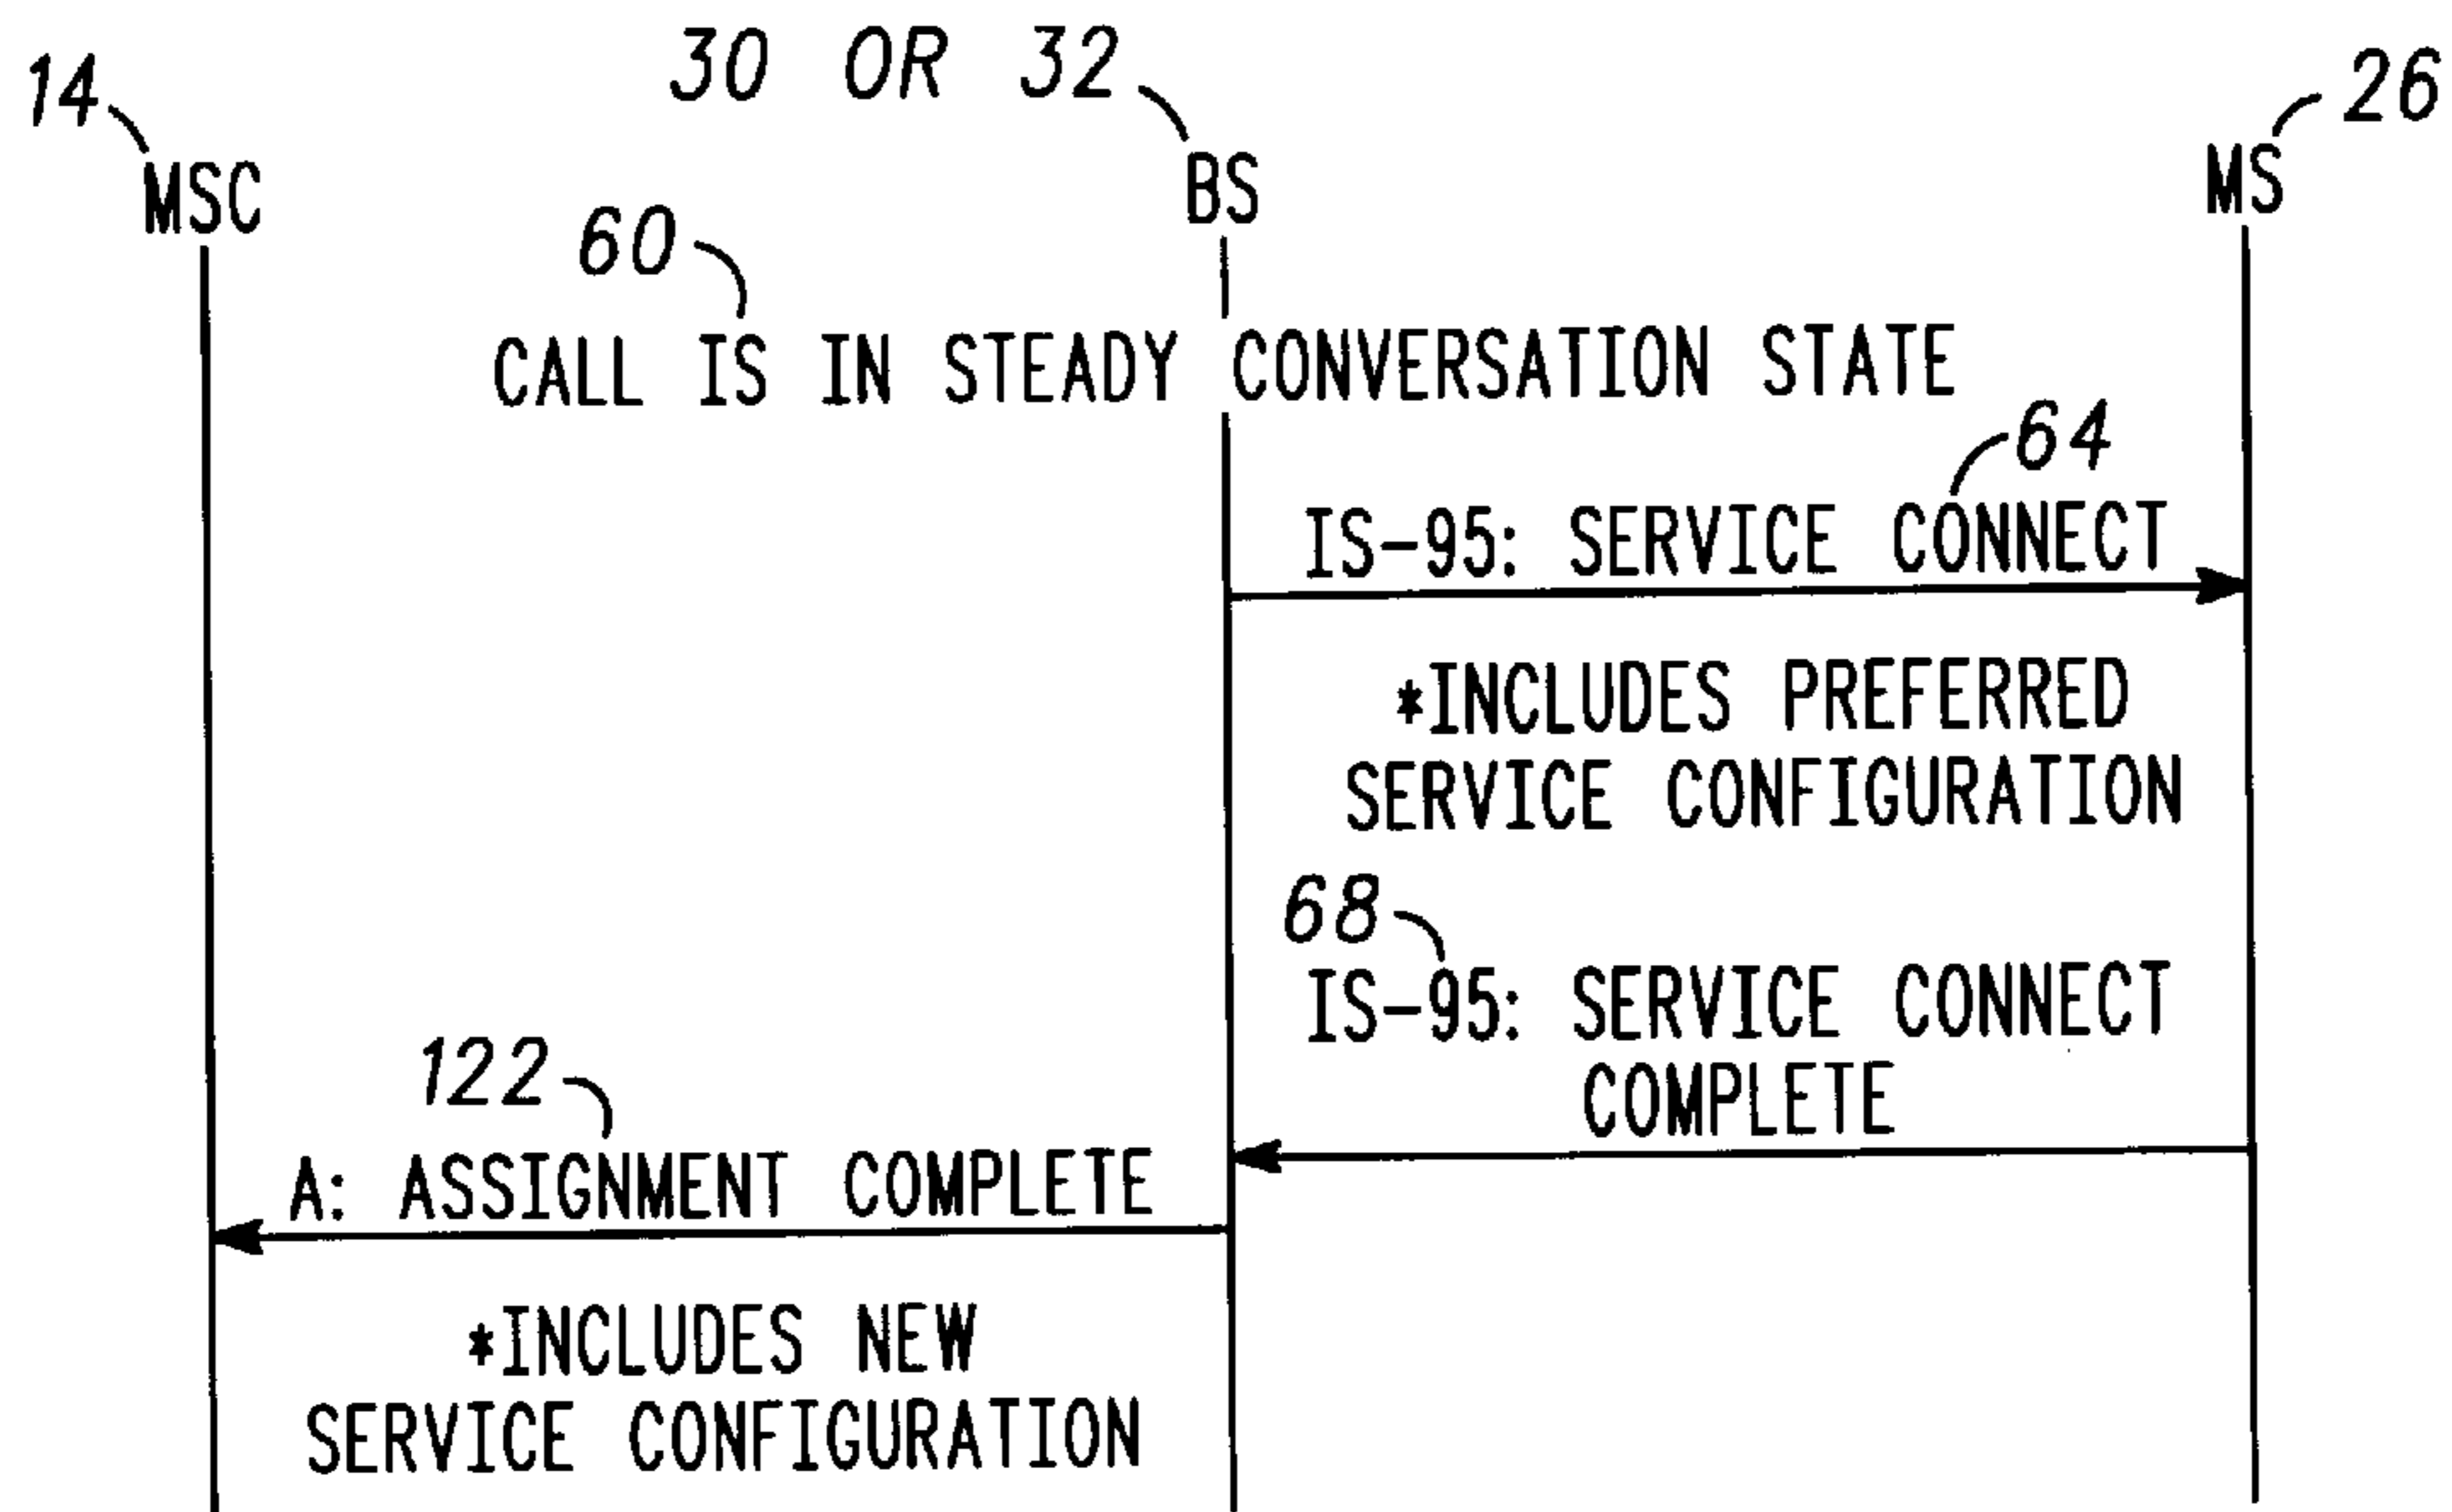 14
30 OR 32
26
MSC
BS
MS
60
CALL IS IN STEADY CONVERSATION STATE
64
IS-95: SERVICE CONNECT
*INCLUDES PREFERRED
SERVICE CONFIGURATION
68
IS-95: SERVICE CONNECT
COMPLETE
122
A: ASSIGNMENT COMPLETE
*INCLUDES NEW
SERVICE CONFIGURATION